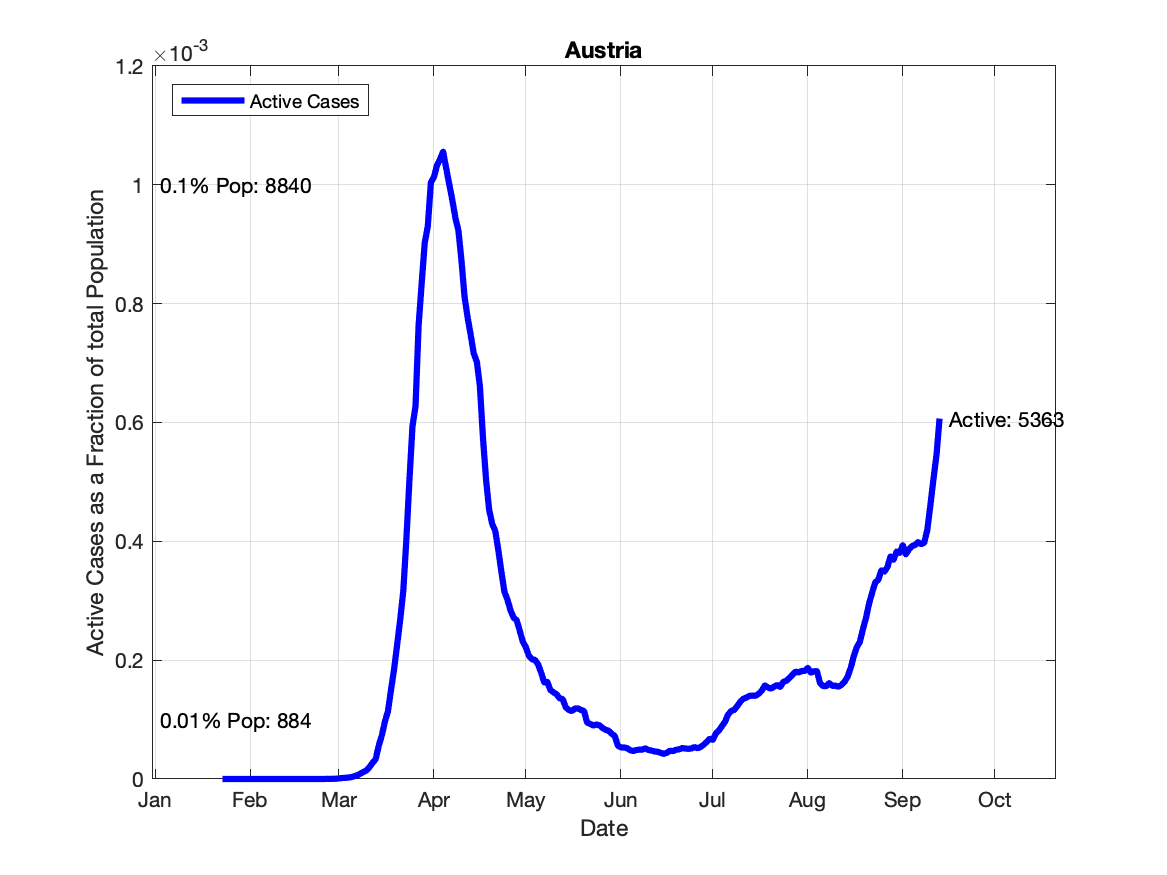 Austria
×10-3
1.2
Active Cases
1
0.1% Pop: 8840
0.8
0.6
Active: 5363
0.4
0.2
0.01% Pop: 884
0
Jan Feb Mar Apr May Jun Jul Aug Sep Oct
Date
Active Cases as a Fraction of total Population